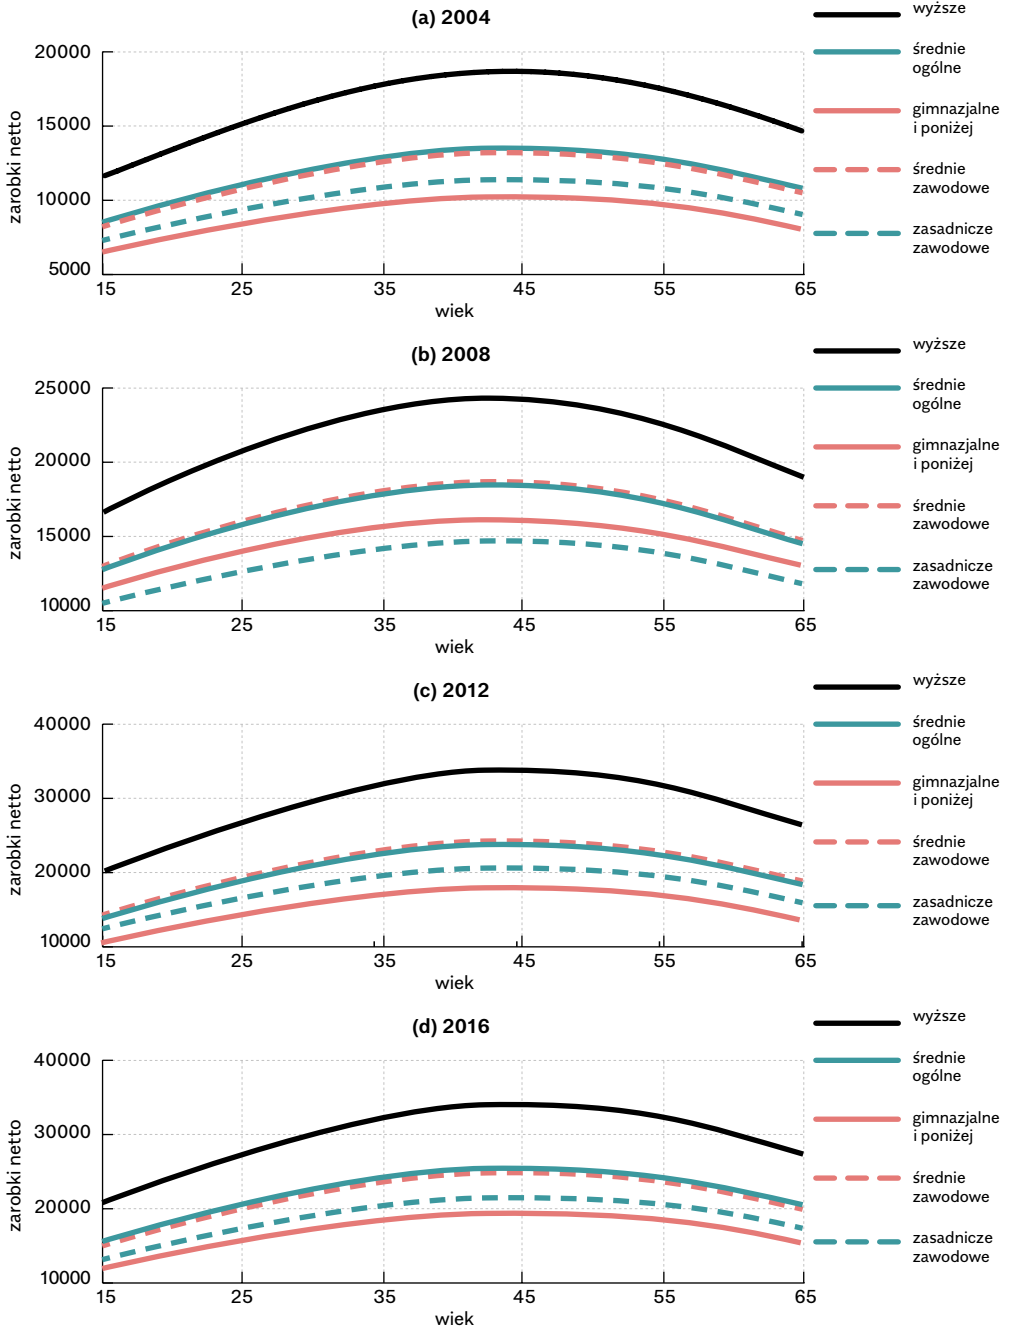 (a) 2004
20000
15000
10000
5000
zarobki netto
15
25
35
45
55
65
wiek
wyższe
średnie
ogólne
gimnazjalne
i poniżej
średnie
zawodowe
zasadnicze
zawodowe
(b) 2008
25000
20000
15000
10000
zarobki netto
15
25
35
45
55
65
wiek
wyższe
średnie
ogólne
gimnazjalne
i poniżej
średnie
zawodowe
zasadnicze
zawodowe
(c) 2012
40000
30000
20000
10000
zarobki netto
15
25
35
45
55
65
wiek
wyższe
średnie
ogólne
gimnazjalne
i poniżej
średnie
zawodowe
zasadnicze
zawodowe
(d) 2016
40000
30000
20000
10000
zarobki netto
15
25
35
45
55
65
wiek
wyższe
średnie
ogólne
gimnazjalne
i poniżej
średnie
zawodowe
zasadnicze
zawodowe